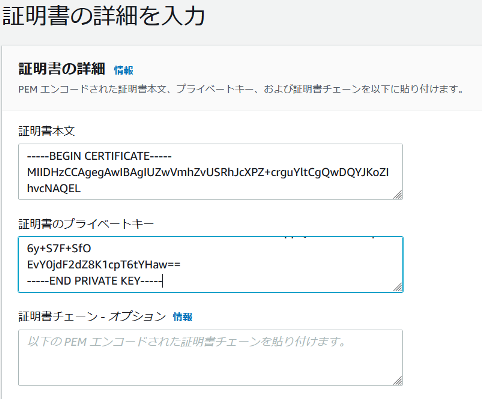 証明書の詳細を入力
証明書の詳細 情報
PEM エンコードされた証明書本文、プライベートキー、および証明書チェーンを以下に貼り付けます。
証明書本文
-----BEGIN CERTIFICATE-----
MIIDHzCCAgegAwIBAgIUZwVmhZvUSRhJcXPZ+crguYltCgQwDQYJKoZI
hvcNAQEL
証明書のプライベートキー
6y+S7F+SfO
EvY0jdF2dZ8K1cpT6tYHaw==
-----END PRIVATE KEY-----
証明書チェーン - オプション 情報
以下の PEM エンコードされた証明書チェーンを貼り付けます。